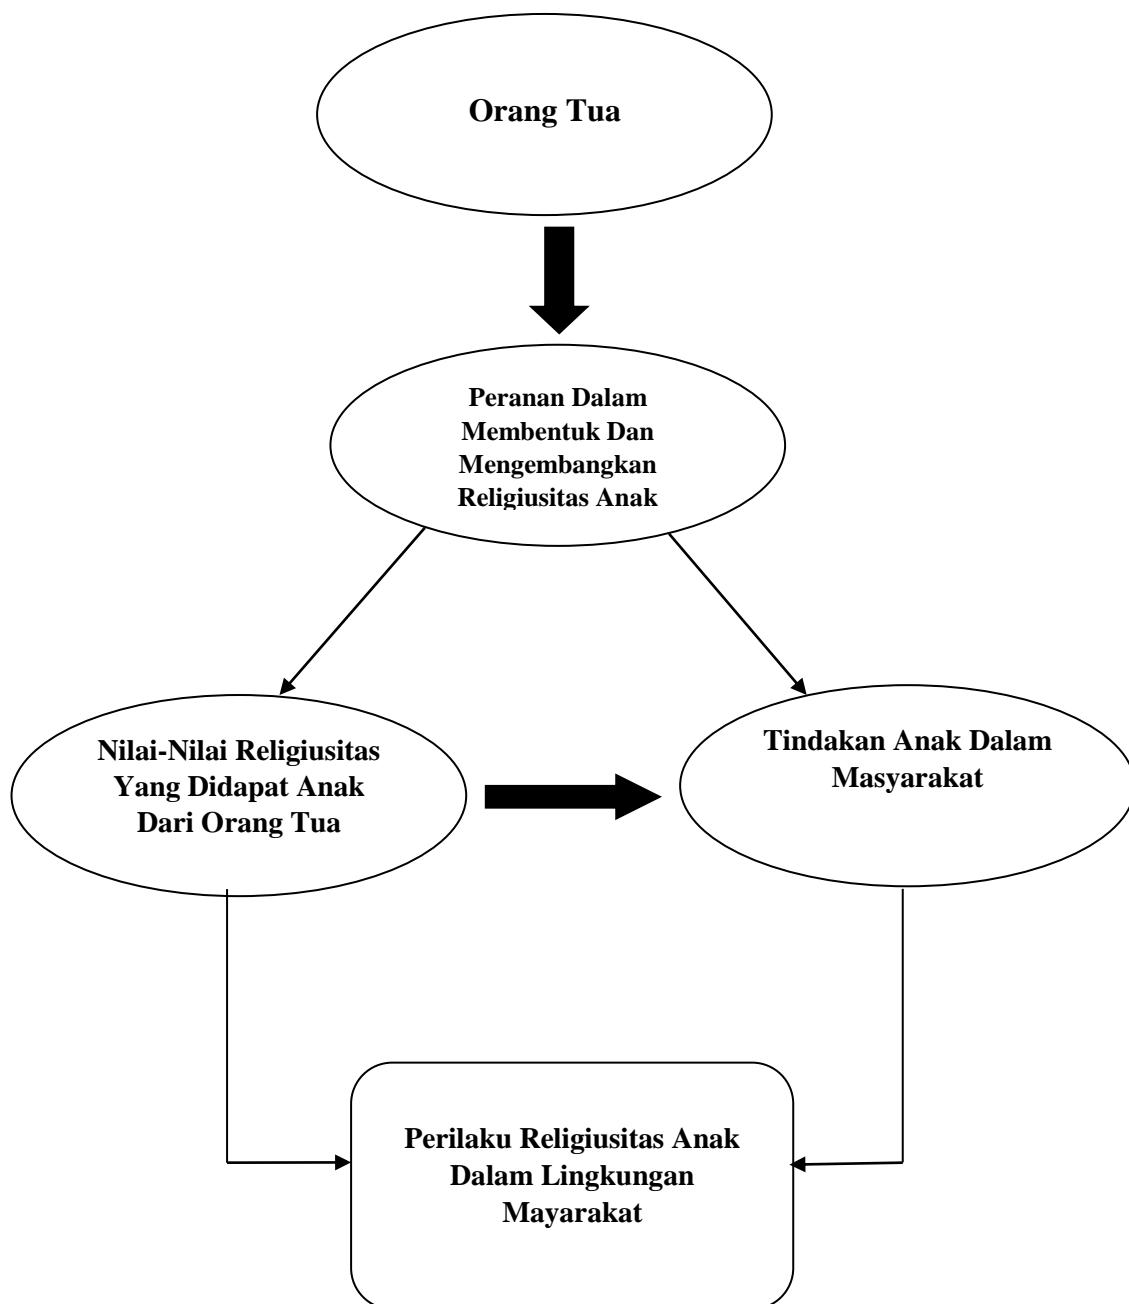 Orang Tua
Peranan Dalam
Membentuk Dan
Mengembangkan
Religiusitas Anak
Nilai-Nilai Religiusitas
Yang Didapat Anak
Dari Orang Tua
Tindakan Anak Dalam
Masyarakat
Perilaku Religiusitas Anak
Dalam Lingkungan
Mayarakat